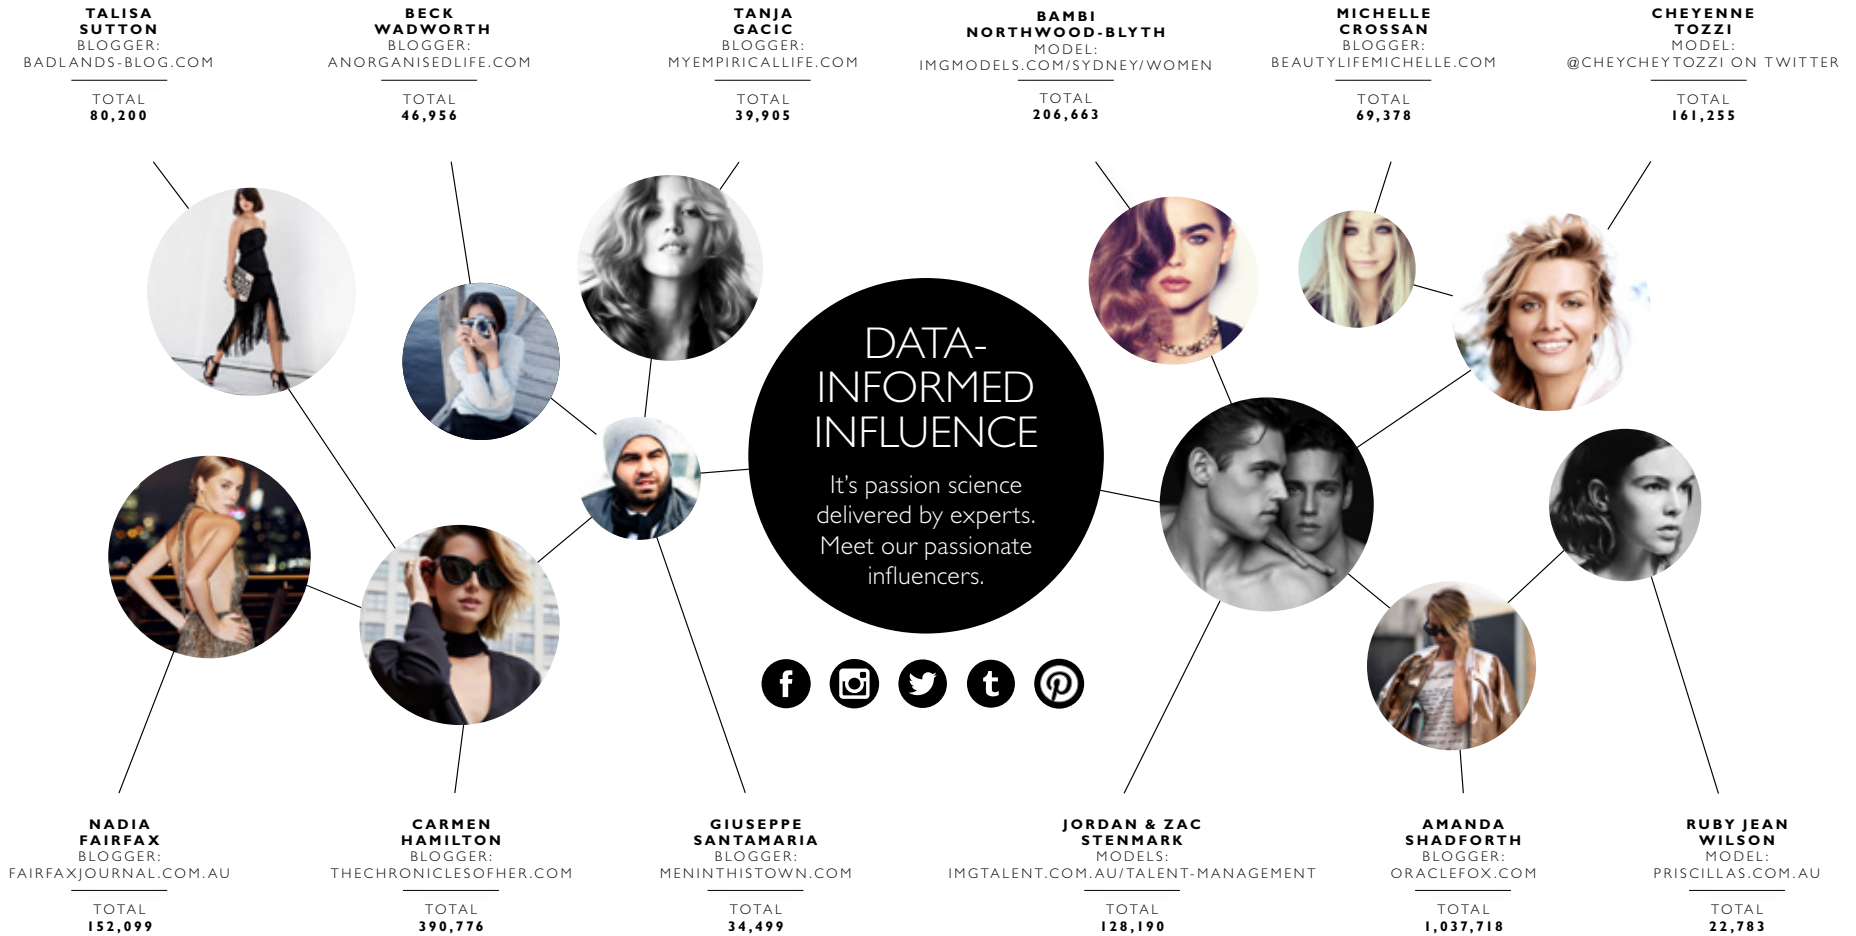 TALISA
SUTTON
BLOGGER:
BADLANDS-BLOG.COM
TOTAL
80,200
BECK
WADWORTH
BLOGGER:
ANORGANISEDLIFE.COM
TOTAL
46,956
TANJA
GACIC
BLOGGER:
MYEMPIRICALLIFE.COM
TOTAL
39,905
BAMBI
NORTHWOOD-BLYTH
MODEL:
IMGMODELS.COM/SYDNEY/WOMEN
TOTAL
206,663
MICHELLE
CROSSAN
BLOGGER:
BEAUTYLIFEMICHELLE.COM
TOTAL
69,378
CHEYENNE
TOZZI
MODEL:
@CHEYCHEYTOZZI ON TWITTER
TOTAL
161,255
DATA-
INFORMED
INFLUENCE
It's passion science
delivered by experts.
Meet our passionate
influencers.
NADIA
FAIRFAX
BLOGGER:
FAIRFAXJOURNAL.COM.AU
TOTAL
152,099
CARMEN
HAMILTON
BLOGGER:
THECHRONICLESOFHER.COM
TOTAL
390,776
GIUSEPPE
SANTAMARIA
BLOGGER:
MENINTHISTOWN.COM
TOTAL
34,499
JORDAN & ZAC
STENMARK
MODELS:
IMGTALENT.COM.AU/TALENT-MANAGEMENT
TOTAL
128,190
AMANDA
SHADFORTH
BLOGGER:
ORACLEFOX.COM
TOTAL
1,037,718
RUBY JEAN
WILSON
MODEL:
PRISCILLAS.COM.AU
TOTAL
22,783